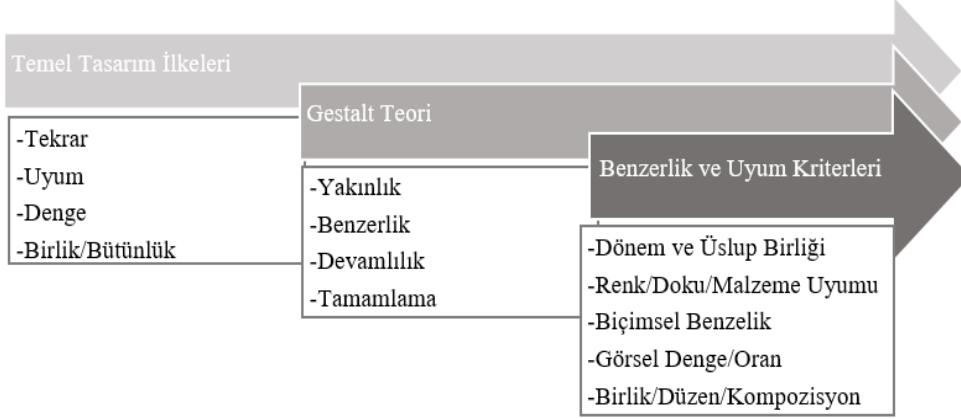 Temel Tasarım İlkeleri
-Tekrar
-Uyum
-Denge
-Birlik/Bütünlük
Gestalt Teori
-Yakınlık
-Benzerlik
-Devamlılık
-Tamamlama
Benzerlik ve Uyum Kriterleri
-Dönem ve Üslup Birliği
-Renk/Doku/Malzeme Uyumu
-Biçimsel Benzelik
-Görsel Denge/Oran
-Birlik/Düzen/Kompozisyon